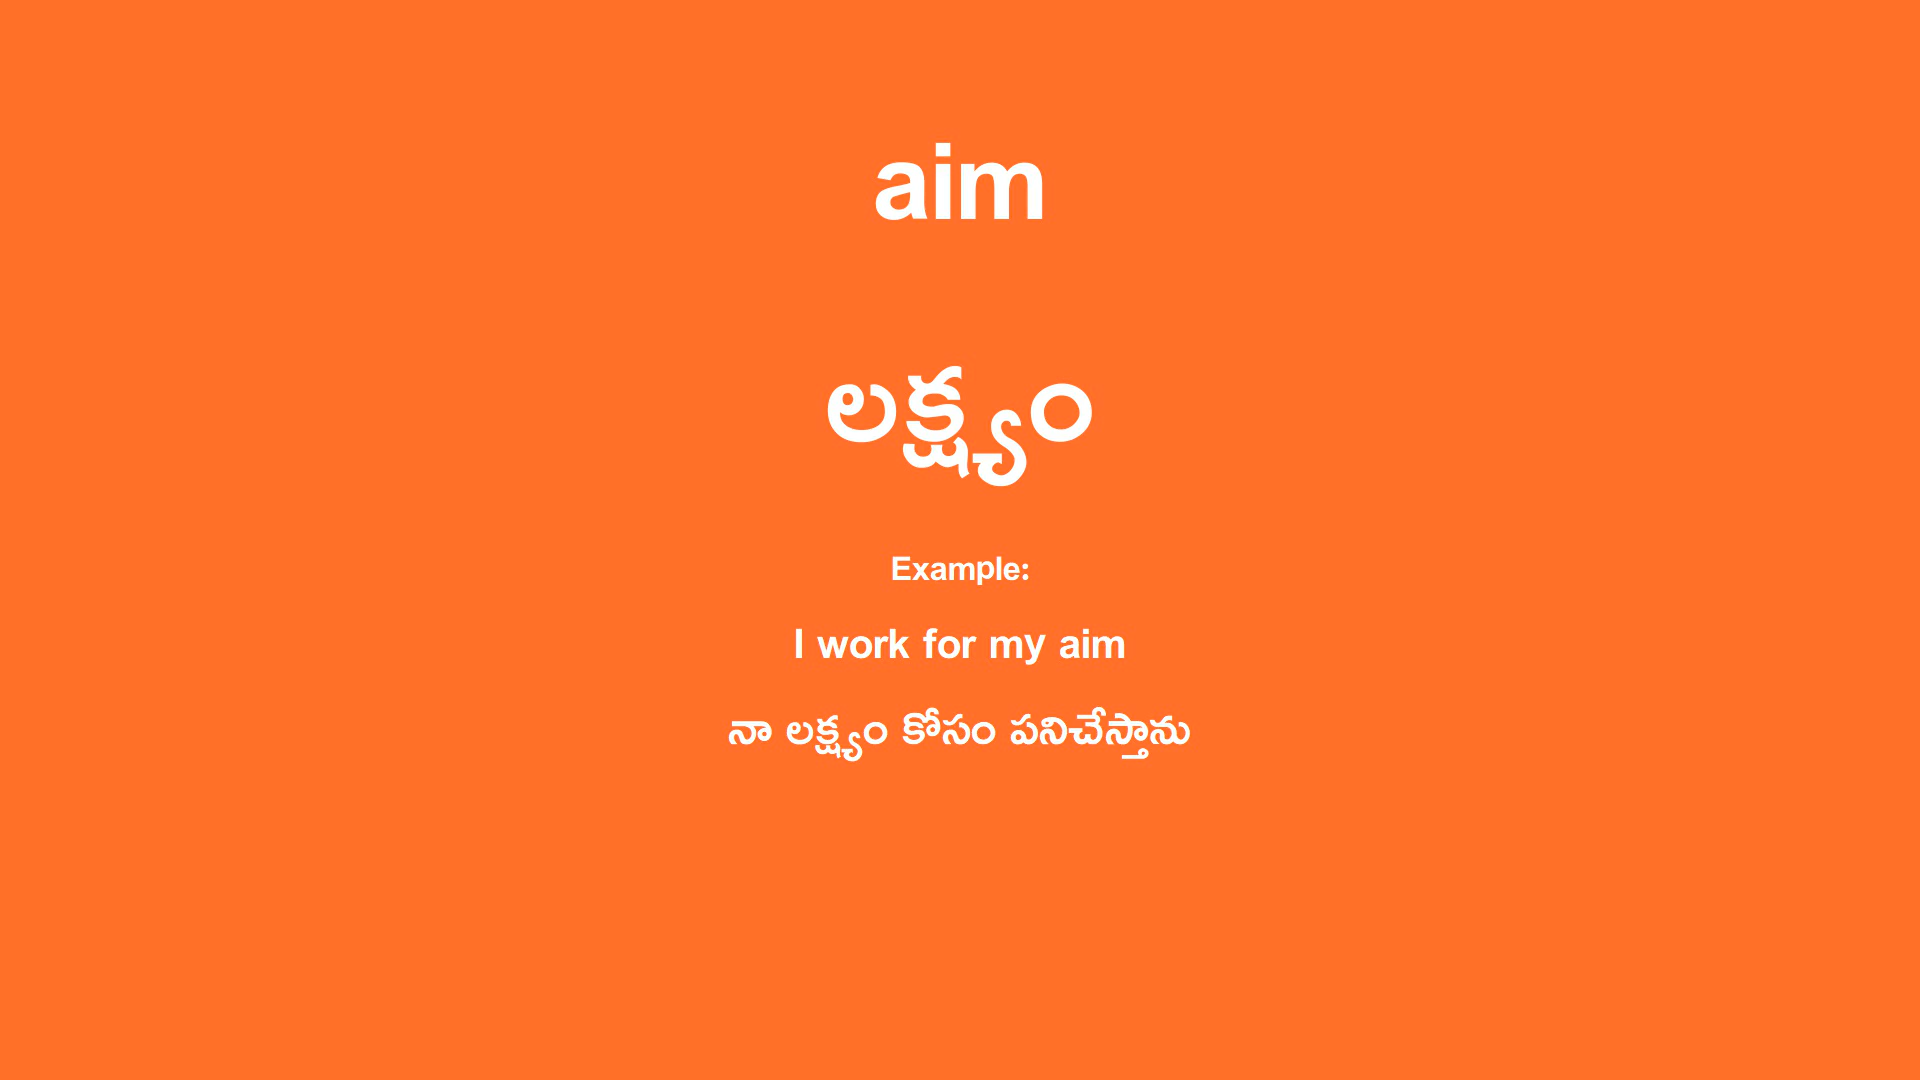 aim
లక్ష్యం
Example:
I work for my aim
నా లక్ష్యం కోసం పనిచేస్తాను